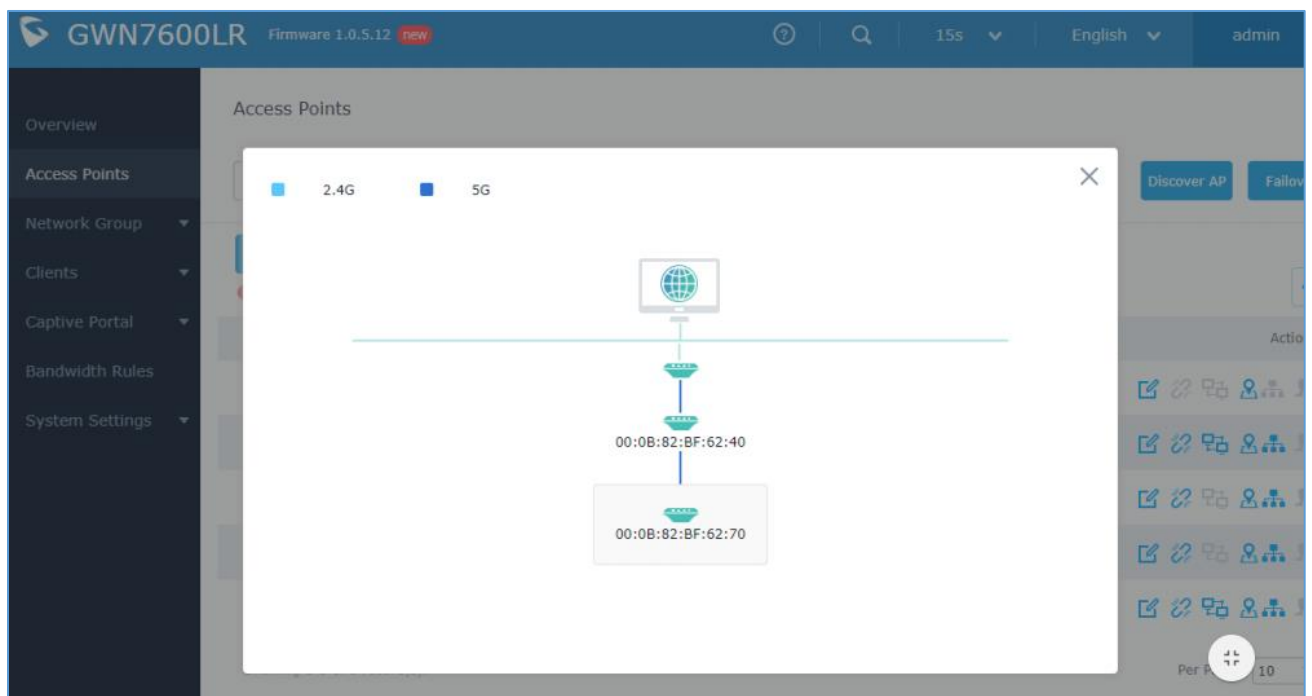 GWN7600LR Firmware 1.0.5.12 new 15s English admin
Overview
Access Points
Network Group
Clients
Captive Portal
Bandwidth Rules
System Settings
Access Points
Discover AP
2.4G 5G
00:0B:82:BF:62:40
00:0B:82:BF:62:70
Per 10